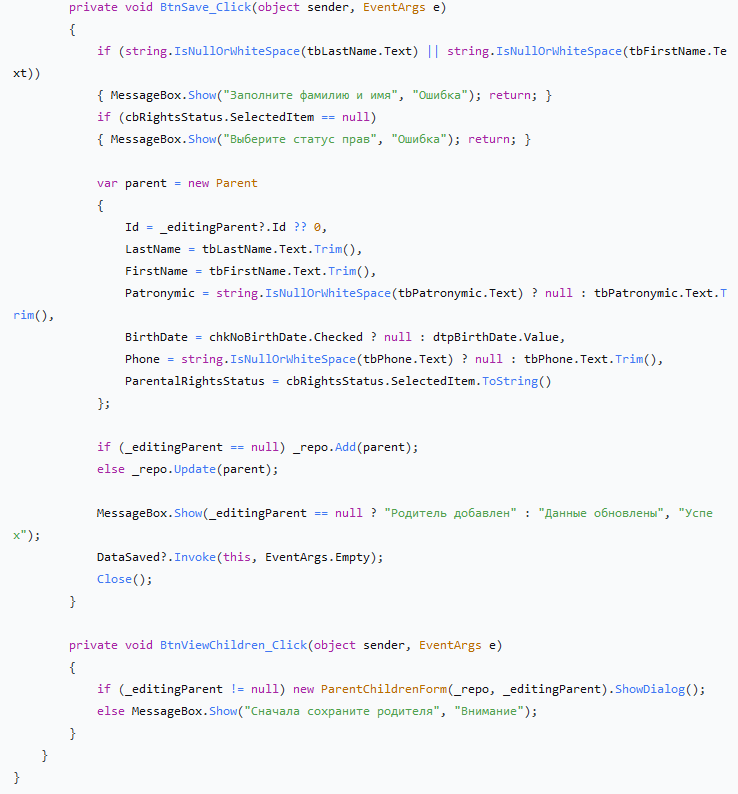 private void BtnSave_Click(object sender, EventArgs e)
{
if (string.IsNullOrWhiteSpace(tbLastName.Text) || string.IsNullOrWhiteSpace(tbFirstName.Te
xt))
{ MessageBox.Show("Заполните фамилию и имя", "Ошибка"); return; }
if (cbRightsStatus.SelectedItem == null)
{ MessageBox.Show("Выберите статус прав", "Ошибка"); return; }
var parent = new Parent
{
Id = _editingParent?.Id ?? 0,
LastName = tbLastName.Text.Trim(),
FirstName = tbFirstName.Text.Trim(),
Patronymic = string.IsNullOrWhiteSpace(tbPatronymic.Text) ? null : tbPatronymic.Text.T
rim(),
BirthDate = chkNoBirthDate.Checked ? null : dtpBirthDate.Value,
Phone = string.IsNullOrWhiteSpace(tbPhone.Text) ? null : tbPhone.Text.Trim(),
ParentalRightsStatus = cbRightsStatus.SelectedItem.ToString()
};
if (_editingParent == null) _repo.Add(parent);
else _repo.Update(parent);
MessageBox.Show(_editingParent == null ? "Родитель добавлен" : "Данные обновлены", "Успе
х");
DataSaved?.Invoke(this, EventArgs.Empty);
Close();
}
private void BtnViewChildren_Click(object sender, EventArgs e)
{
if (_editingParent != null) new ParentChildrenForm(_repo, _editingParent).ShowDialog();
else MessageBox.Show("Сначала сохраните родителя", "Внимание");
}
}
}